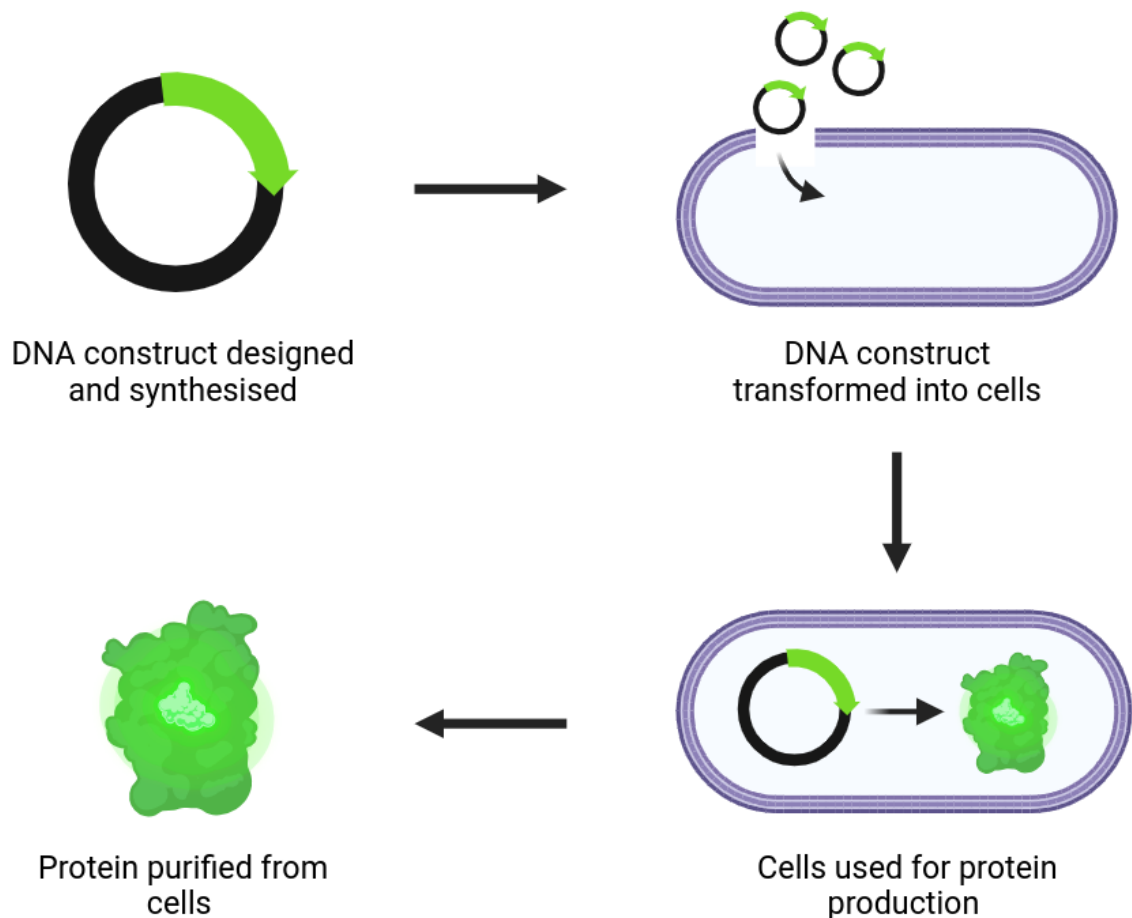 DNA construct designed
and synthesised
DNA construct
transformed into cells
Cells used for protein
production
Protein purified from
cells